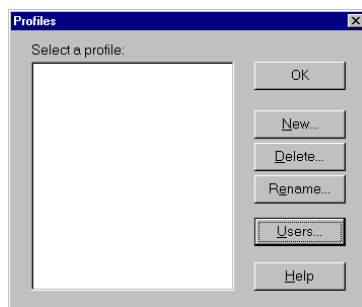 Profiles
Select a profile:
OK
New...
Delete...
Rename...
Users...
Help